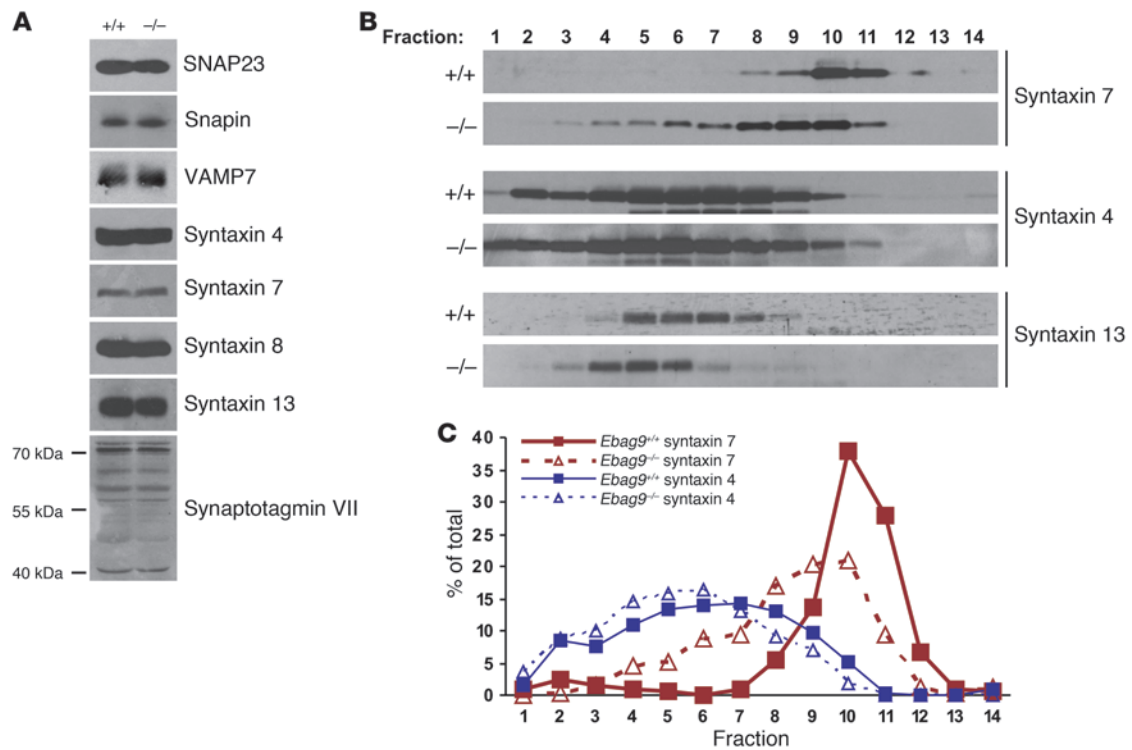 A
+/+ –/–
SNAP23
Snapin
VAMP7
Syntaxin 4
Syntaxin 7
Syntaxin 8
Syntaxin 13
70 kDa
55 kDa
40 kDa
Synaptotagmin VII
B
Fraction: 1 2 3 4 5 6 7 8 9 10 11 12 13 14
+/+
–/–
Syntaxin 7
+/+
–/–
Syntaxin 4
+/+
–/–
Syntaxin 13
C
Ebag9+/+ syntaxin 7
Ebag9–/– syntaxin 7
Ebag9+/+ syntaxin 4
Ebag9–/– syntaxin 4
% of total
40
35
30
25
20
15
10
5
0
1 2 3 4 5 6 7 8 9 10 11 12 13 14
Fraction